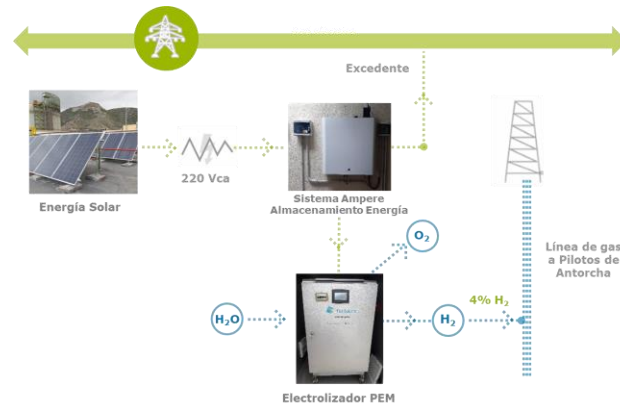 Excedente
220 Vca
Energía Solar
Sistema Ampere
Almacenamiento Energía
O₂
Línea de gas
a Pilotos de
Antorcha
H₂O
4% H₂
H₂
Electrolizador PEM